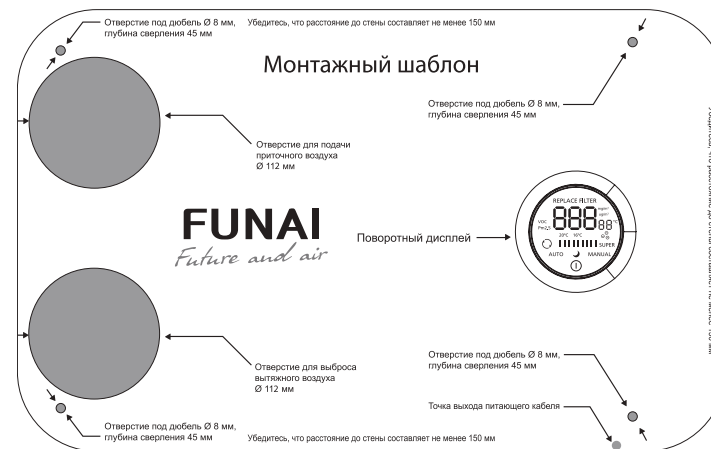 Отверстие под дюбель Ø 8 мм,
глубина сверления 45 мм
Убедитесь, что расстояние до стены составляет не менее 150 мм
Монтажный шаблон
Отверстие под дюбель Ø 8 мм,
глубина сверления 45 мм
Отверстие для подачи
приточного воздуха
Ø 112 мм
FUNAI
Future and air
Поворотный дисплей
REPLACE FILTER
VOC
Pm2,5
888
88
20°C 16°C
SUPER
AUTO
MANUAL
Отверстие для выброса
вытяжного воздуха
Ø 112 мм
Отверстие под дюбель Ø 8 мм,
глубина сверления 45 мм
Точка выхода питающего кабеля
Отверстие под дюбель Ø 8 мм,
глубина сверления 45 мм
Убедитесь, что расстояние до стены составляет не менее 150 мм